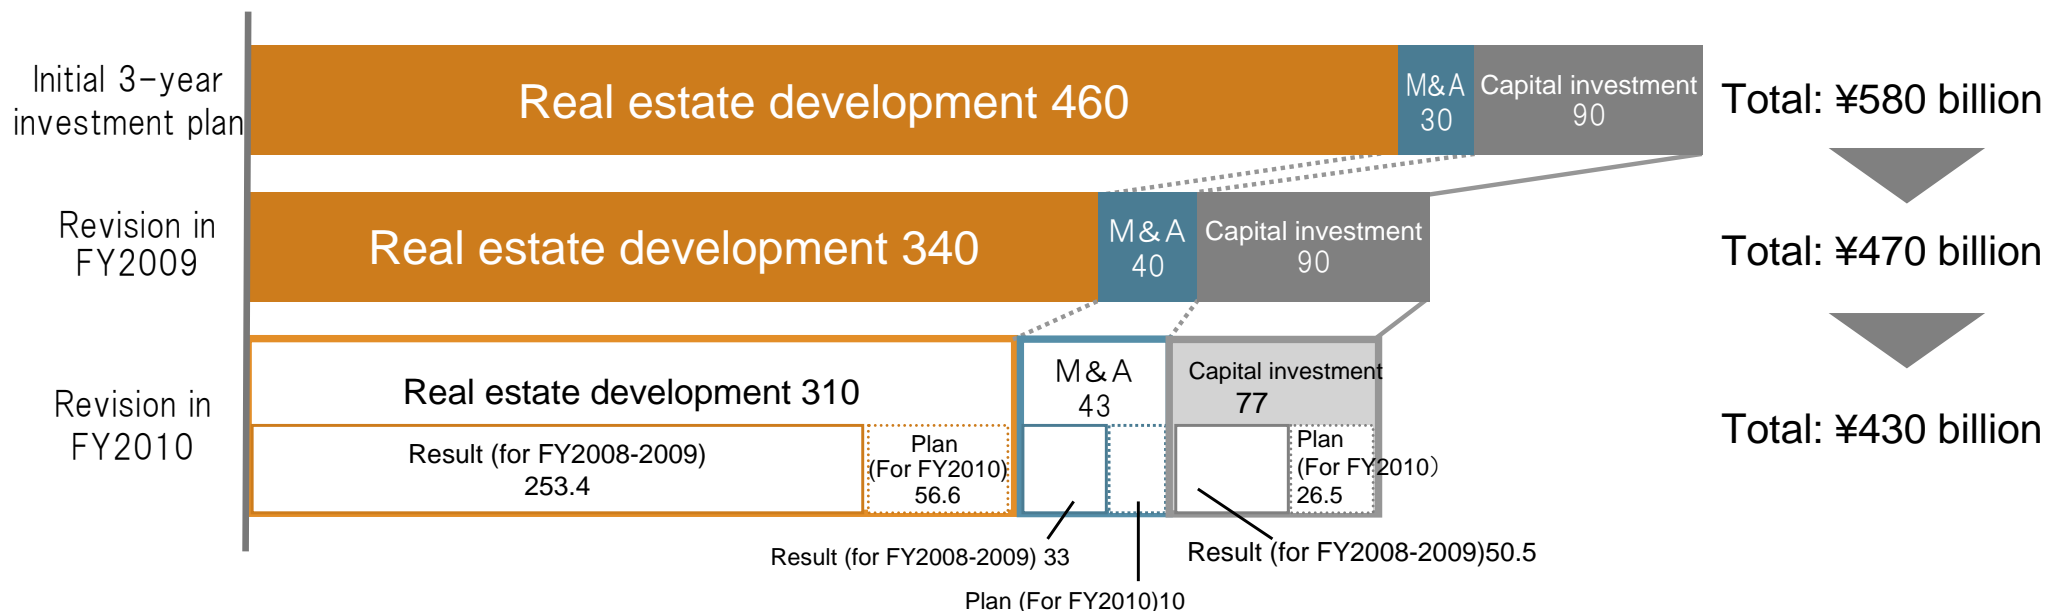 Initial 3-year
investment plan
Real estate development 460
M&A
30
Capital investment
90
Total: ¥580 billion
Revision in
FY2009
Real estate development 340
M&A
40
Capital investment
90
Total: ¥470 billion
Revision in
FY2010
Real estate development 310
M&A
43
Capital investment
77
Total: ¥430 billion
Result (for FY2008-2009)
253.4
Plan
(For FY2010)
56.6
Plan
(For FY2010）
26.5
Result (for FY2008-2009) 33
Result (for FY2008-2009)50.5
Plan (For FY2010)10